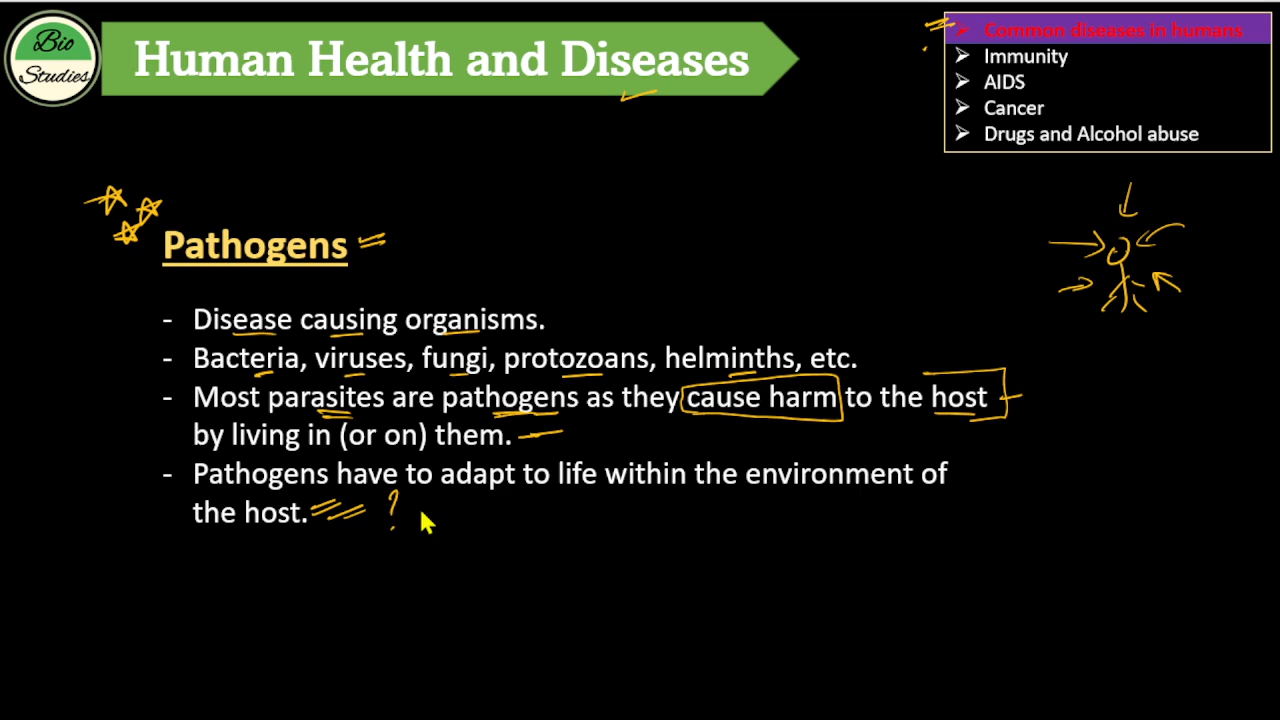 Bio
Studies
Human Health and Diseases
➢ Common diseases in humans
➢ Immunity
➢ AIDS
➢ Cancer
➢ Drugs and Alcohol abuse
Pathogens
- Disease causing organisms.
- Bacteria, viruses, fungi, protozoans, helminths, etc.
- Most parasites are pathogens as they cause harm to the host
by living in (or on) them.
- Pathogens have to adapt to life within the environment of
the host. ?